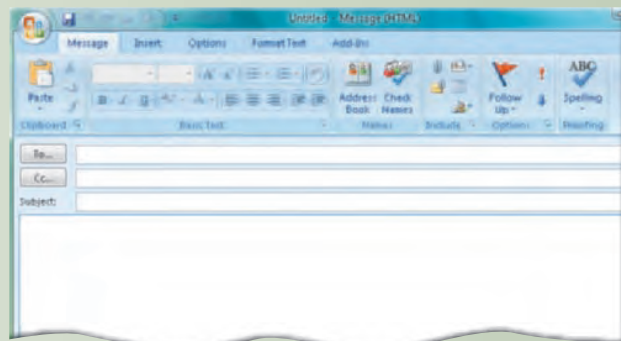 Untitled - Message (HTML)
Message Insert Options Format Text Add-Ins
Paste
B I U
Address Book
Check Names
Follow Up
ABC
Spelling
Clipboard
Basic Text
Names
Include
Options
Proofing
To...
Cc...
Subject: